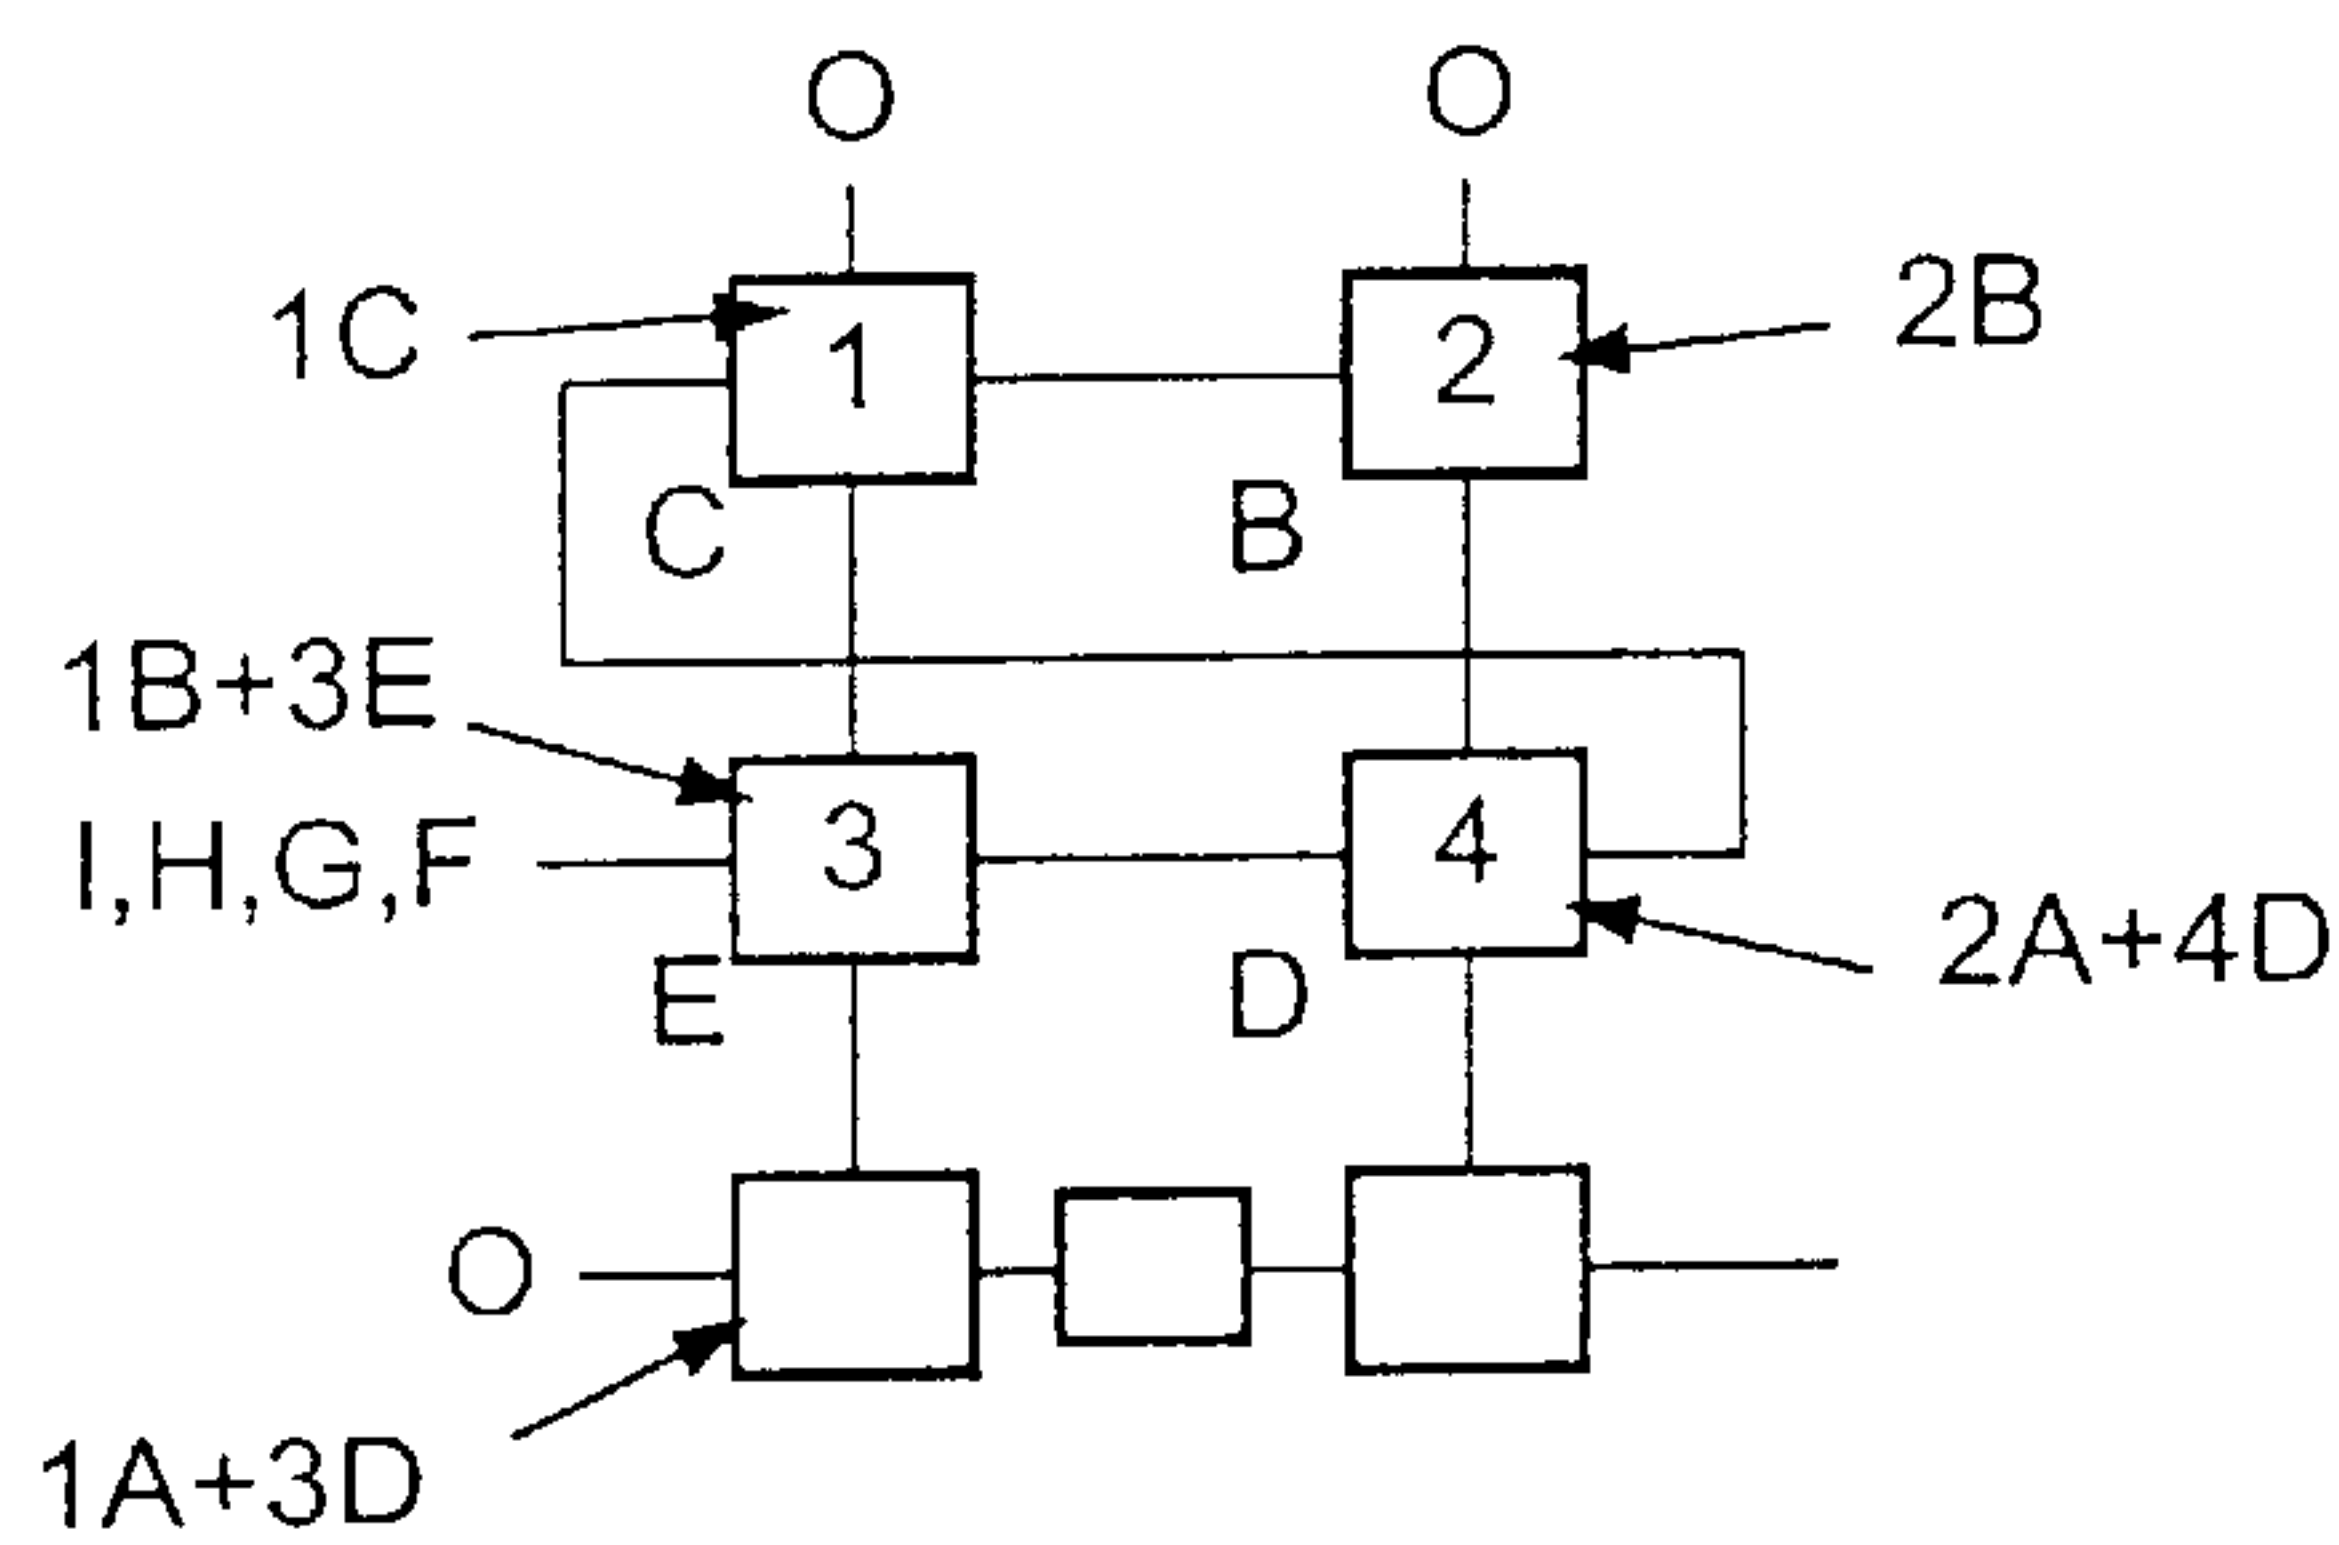 O O
1C 1 2 2B
C B
1B+3E
I,H,G,F 3 4
2A+4D
E D
O
1A+3D